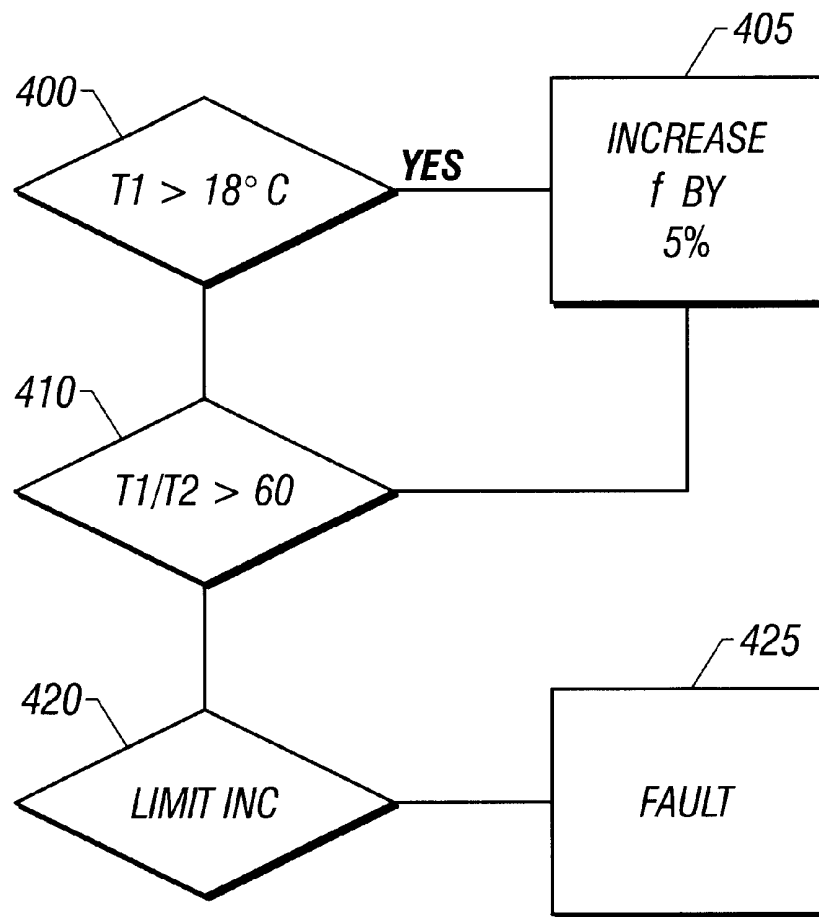 405
400
T1 > 18° C
YES
INCREASE
f BY
5%
410
T1/T2 > 60
425
420
LIMIT INC
FAULT